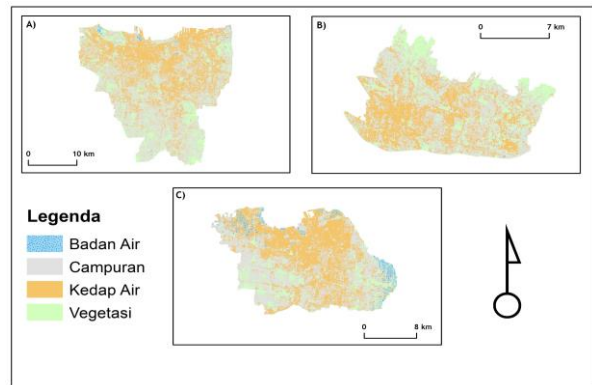 A)
0 10 km
B)
0 7 km
C)
0 8 km
Legenda
Badan Air
Campuran
Kedap Air
Vegetasi